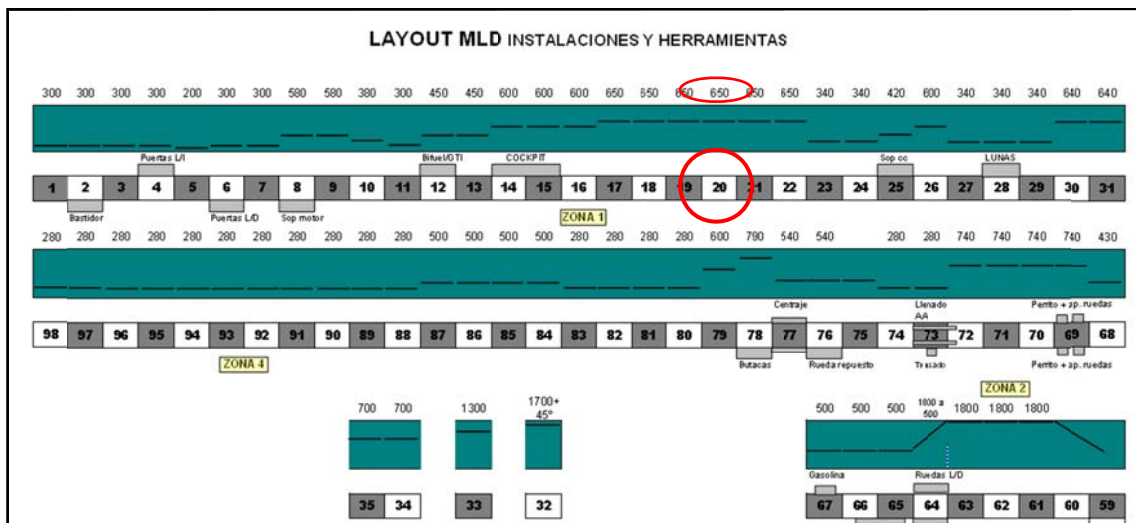 LAYOUT MLD INSTALACIONES Y HERRAMIENTAS
300 300 300 200 300 300 300 580 580 380 300 450 450 600 600 600 650 650 650 650 650 650 340 340 420 600 340 340 340 640 640
Puertas L/I Bifuel/GTI COCKPIT Sop cc LUNAS
1 2 3 4 5 6 7 8 9 10 11 12 13 14 15 16 17 18 19 20 21 22 23 24 25 26 27 28 29 30 31
Bastidor Puertas L/D Sop motor ZONA 1
280 280 280 280 280 280 280 280 280 280 280 500 500 500 500 280 280 280 280 600 790 540 540 280 280 740 740 740 740 430
Centraje Llenado AA Perrito + ap. ruedas
98 97 96 95 94 93 92 91 90 89 88 87 86 85 84 83 82 81 80 79 78 77 76 75 74 73 72 71 70 69 68
ZONA 4 Butacas Rueda repuesto Perrito + ap. ruedas
ZONA 2
700 700 1300 1700+ 45º 500 500 500 1800 a 500 1800 1800 1800
Gasolina Ruedas L/D
35 34 33 32 67 66 65 64 63 62 61 60 59